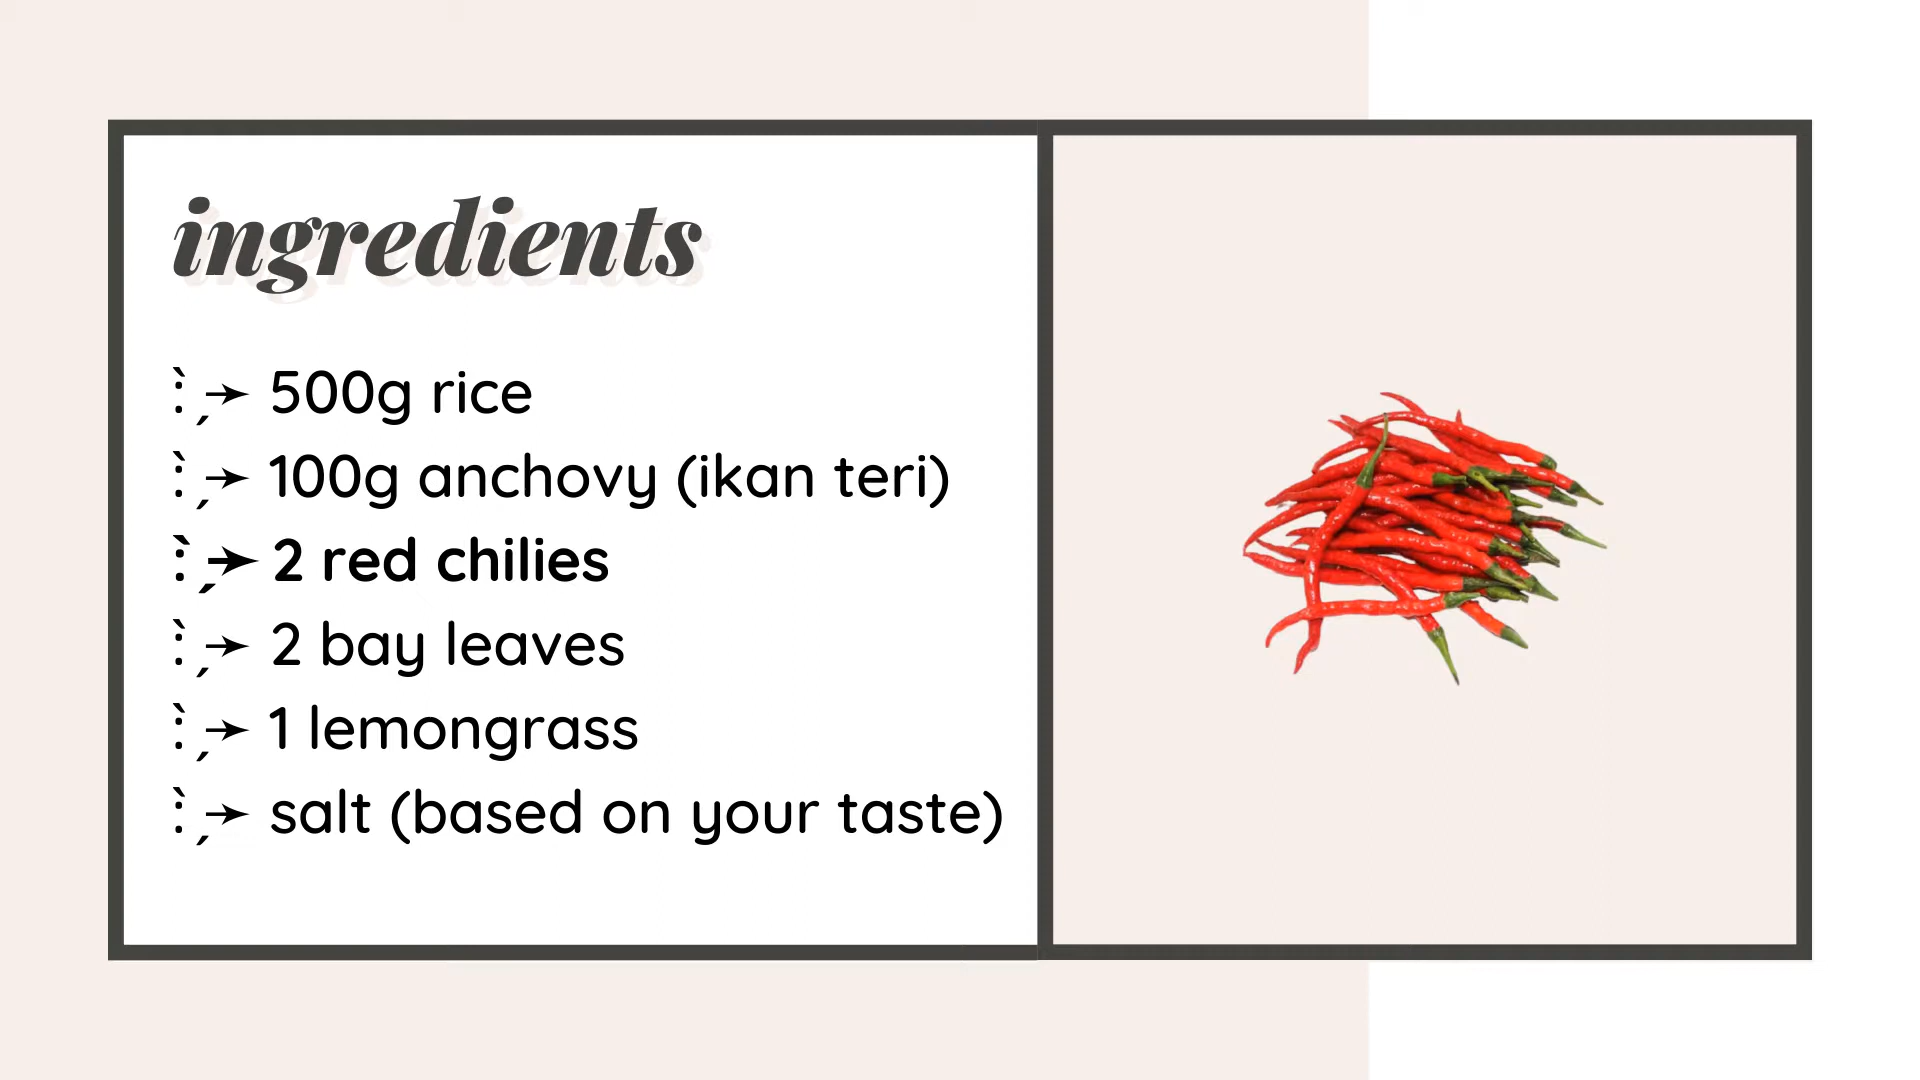 ingredients
➛ 500g rice
➛ 100g anchovy (ikan teri)
➛ 2 red chilies
➛ 2 bay leaves
➛ 1 lemongrass
➛ salt (based on your taste)